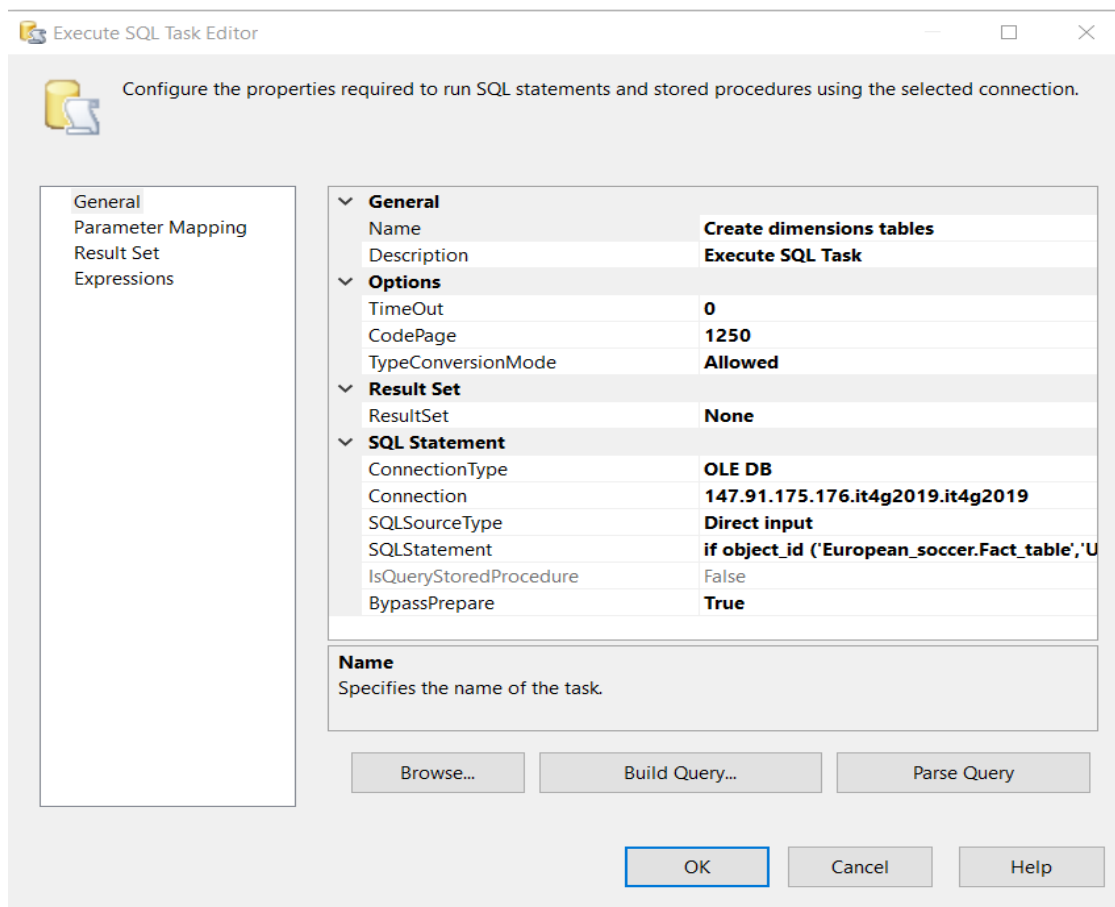 Execute SQL Task Editor
Configure the properties required to run SQL statements and stored procedures using the selected connection.
General
Parameter Mapping
Result Set
Expressions
General
Name Create dimensions tables
Description Execute SQL Task
Options
TimeOut 0
CodePage 1250
TypeConversionMode Allowed
Result Set
ResultSet None
SQL Statement
ConnectionType OLE DB
Connection 147.91.175.176.it4g2019.it4g2019
SQLSourceType Direct input
SQLStatement if object_id ('European_soccer.Fact_table','U
IsQueryStoredProcedure False
BypassPrepare True
Name
Specifies the name of the task.
Browse... Build Query... Parse Query
OK Cancel Help